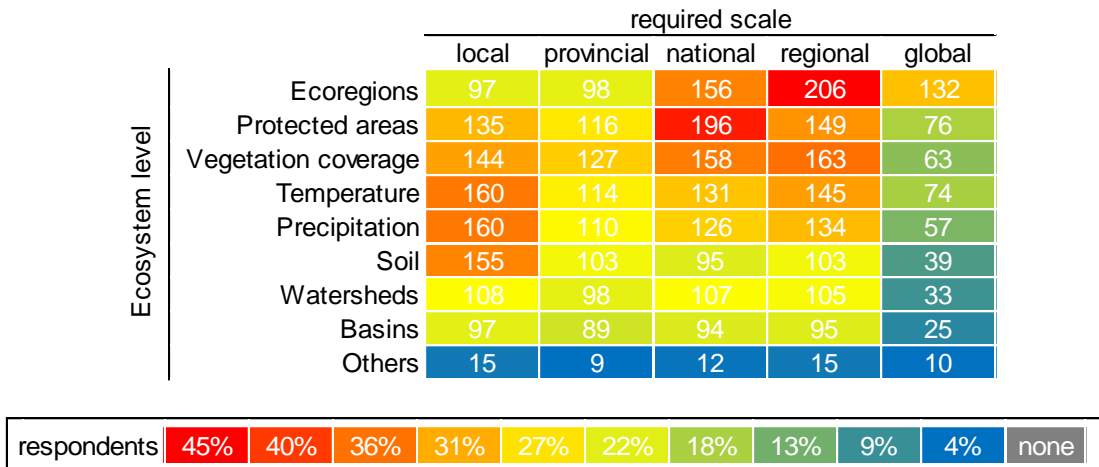 required scale
local provincial national regional global
Ecosystem level
Ecoregions 97 98 156 206 132
Protected areas 135 116 196 149 76
Vegetation coverage 144 127 158 163 63
Temperature 160 114 131 145 74
Precipitation 160 110 126 134 57
Soil 155 103 95 103 39
Watersheds 108 98 107 105 33
Basins 97 89 94 95 25
Others 15 9 12 15 10
respondents 45% 40% 36% 31% 27% 22% 18% 13% 9% 4% none